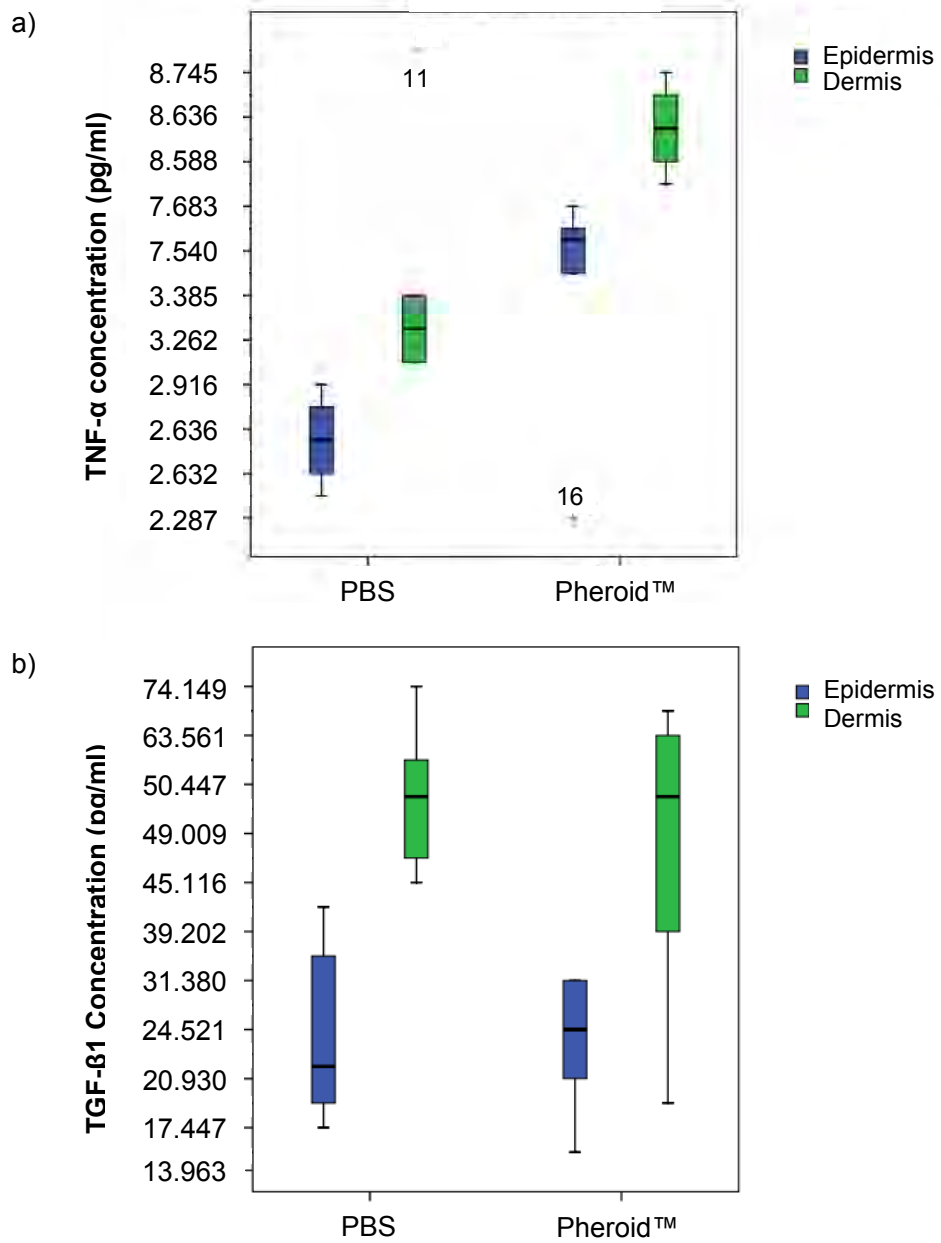 a)
Epidermis
Dermis
TNF-α concentration (pg/ml)
8.745
8.636
8.588
7.683
7.540
3.385
3.262
2.916
2.636
2.632
2.287
11
16
PBS Pheroid™
b)
Epidermis
Dermis
TGF-ß1 Concentration (pg/ml)
74.149
63.561
50.447
49.009
45.116
39.202
31.380
24.521
20.930
17.447
13.963
PBS Pheroid™